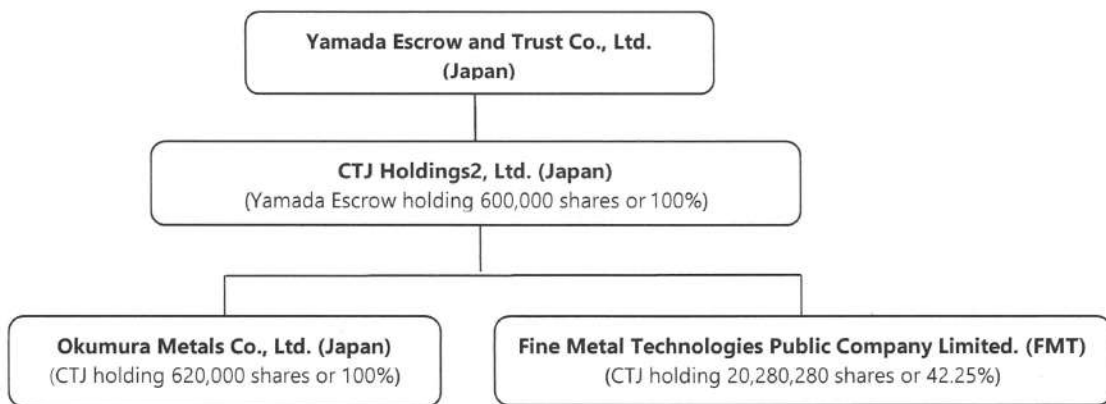 Yamada Escrow and Trust Co., Ltd.
(Japan)
CTJ Holdings2, Ltd. (Japan)
(Yamada Escrow holding 600,000 shares or 100%)
Okumura Metals Co., Ltd. (Japan)
(CTJ holding 620,000 shares or 100%)
Fine Metal Technologies Public Company Limited. (FMT)
(CTJ holding 20,280,280 shares or 42.25%)